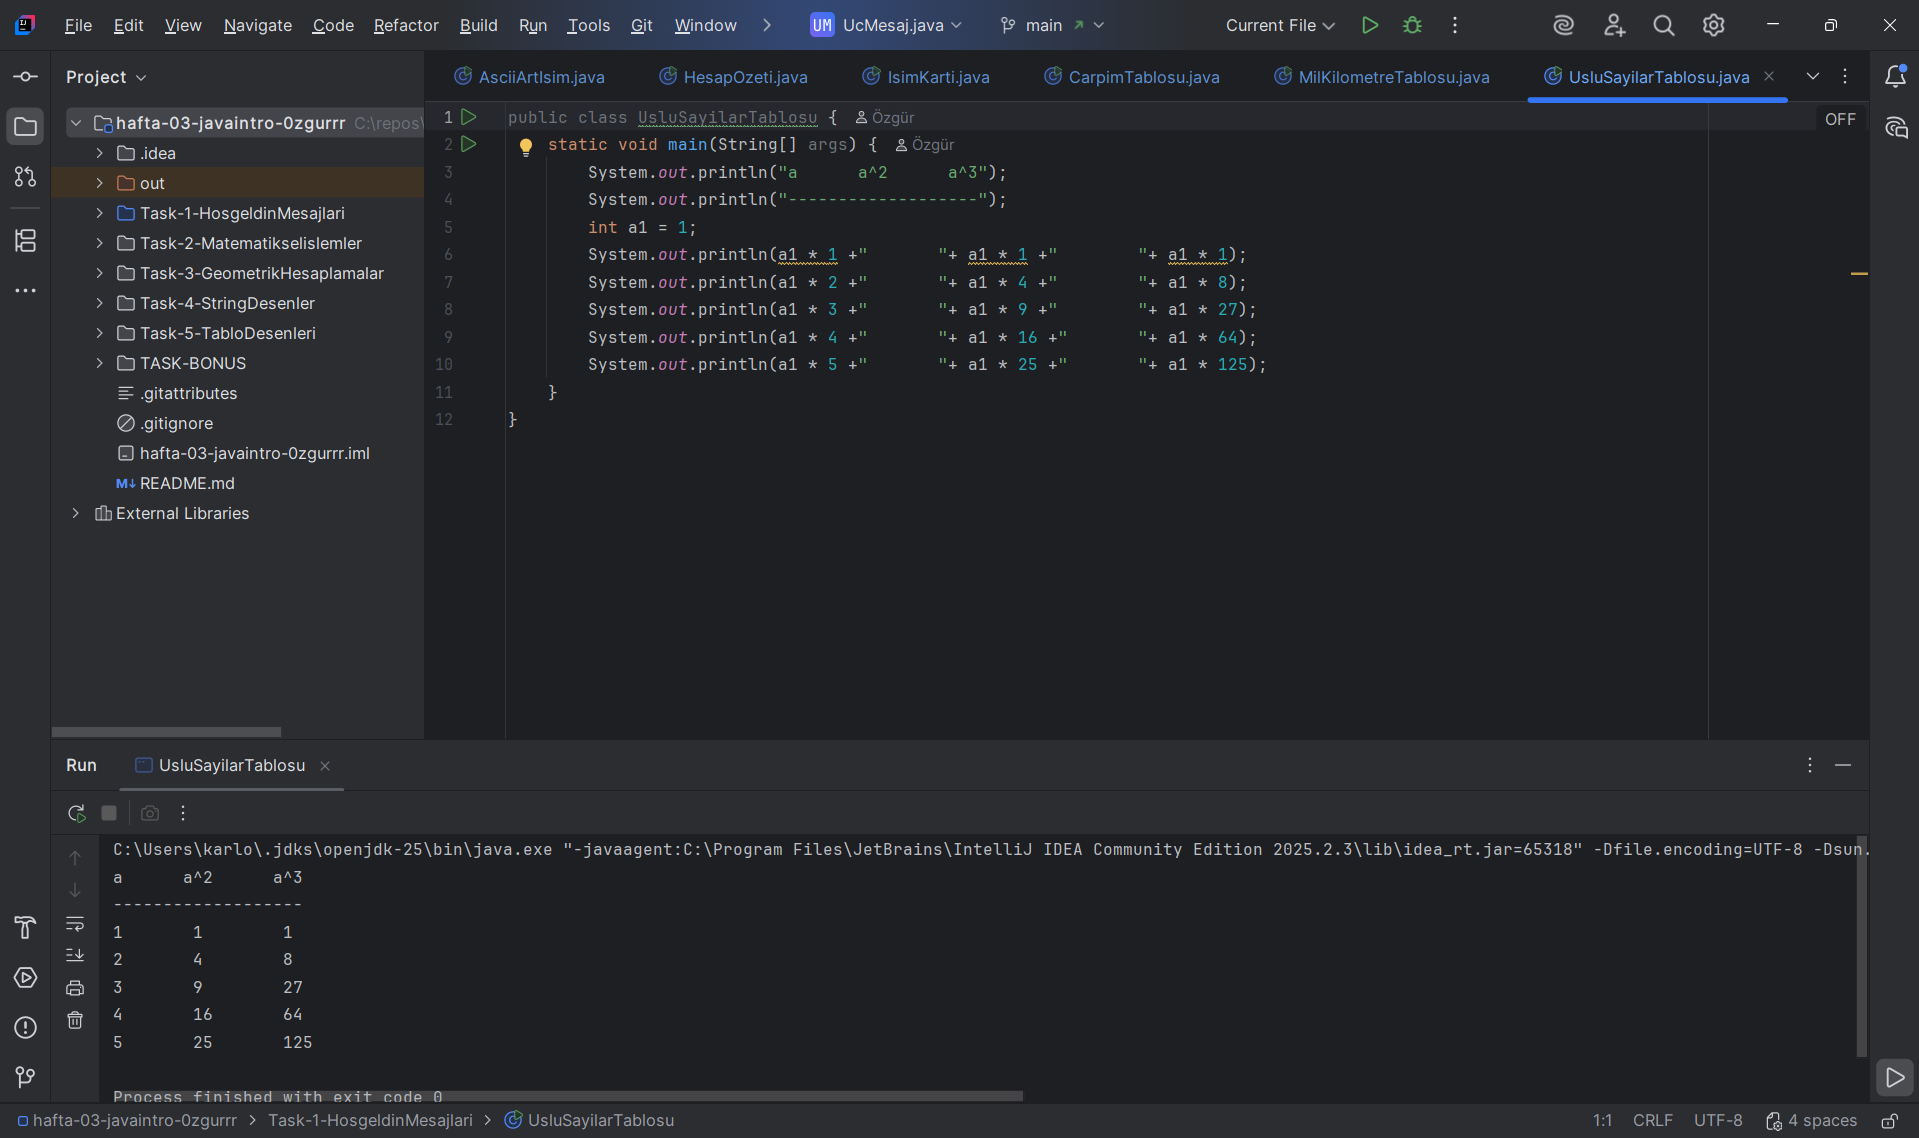 File Edit View Navigate Code Refactor Build Run Tools Git Window UM UcMesaj.java main Current File
Project
AsciiArtIsim.java HesapOzeti.java IsimKarti.java CarpimTablosu.java MilKilometreTablosu.java UsluSayilarTablosu.java
hafta-03-javaintro-0zgurrr C:\repos\
.idea
out
Task-1-HosgeldinMesajlari
Task-2-Matematikselislemler
Task-3-GeometrikHesaplamalar
Task-4-StringDesenler
Task-5-TabloDesenleri
TASK-BONUS
.gitattributes
.gitignore
hafta-03-javaintro-0zgurrr.iml
M↓ README.md
External Libraries
OFF
1 public class UsluSayilarTablosu { Özgür
2 static void main(String[] args) { Özgür
3 System.out.println("a      a^2      a^3");
4 System.out.println("-------------------");
5 int a1 = 1;
6 System.out.println(a1 * 1 +"       "+ a1 * 1 +"        "+ a1 * 1);
7 System.out.println(a1 * 2 +"       "+ a1 * 4 +"        "+ a1 * 8);
8 System.out.println(a1 * 3 +"       "+ a1 * 9 +"        "+ a1 * 27);
9 System.out.println(a1 * 4 +"       "+ a1 * 16 +"       "+ a1 * 64);
10 System.out.println(a1 * 5 +"       "+ a1 * 25 +"       "+ a1 * 125);
11 }
12 }
Run UsluSayilarTablosu
C:\Users\karlo\.jdks\openjdk-25\bin\java.exe "-javaagent:C:\Program Files\JetBrains\IntelliJ IDEA Community Edition 2025.2.3\lib\idea_rt.jar=65318" -Dfile.encoding=UTF-8 -Dsun.
a      a^2      a^3
-------------------
1       1        1
2       4        8
3       9        27
4       16       64
5       25       125
Process finished with exit code 0
hafta-03-javaintro-0zgurrr > Task-1-HosgeldinMesajlari > UsluSayilarTablosu 1:1 CRLF UTF-8 4 spaces